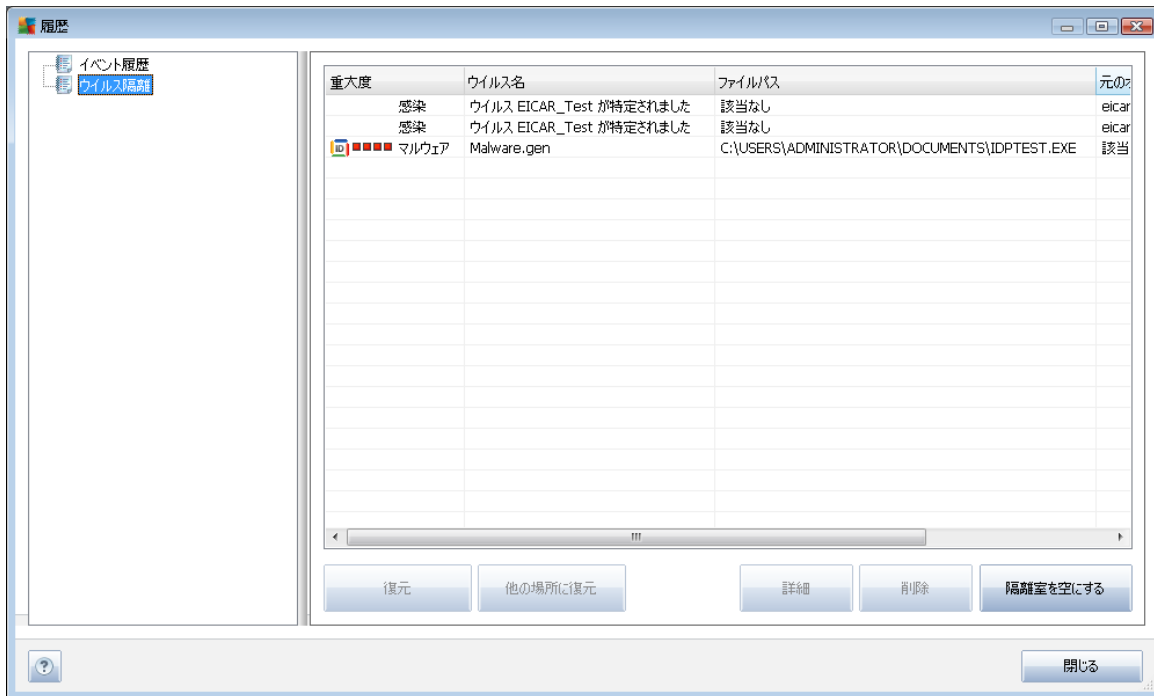 履歴
イベント履歴
ウイルス隔離
重大度 ウイルス名 ファイルパス 元の
感染 ウイルス EICAR_Test が特定されました 該当なし eicar
感染 ウイルス EICAR_Test が特定されました 該当なし eicar
ID マルウェア Malware.gen C:\USERS\ADMINISTRATOR\DOCUMENTS\IDPTEST.EXE 該当
復元 他の場所に復元 詳細 削除 隔離室を空にする
? 閉じる